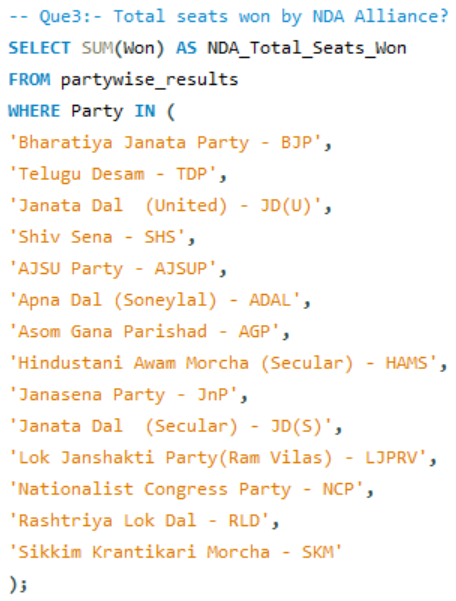 -- Que3:- Total seats won by NDA Alliance?
SELECT SUM(Won) AS NDA_Total_Seats_Won
FROM partywise_results
WHERE Party IN (
'Bharatiya Janata Party - BJP',
'Telugu Desam - TDP',
'Janata Dal  (United) - JD(U)',
'Shiv Sena - SHS',
'AJSU Party - AJSUP',
'Apna Dal (Soneylal) - ADAL',
'Asom Gana Parishad - AGP',
'Hindustani Awam Morcha (Secular) - HAMS',
'Janasena Party - JnP',
'Janata Dal  (Secular) - JD(S)',
'Lok Janshakti Party(Ram Vilas) - LJPRV',
'Nationalist Congress Party - NCP',
'Rashtriya Lok Dal - RLD',
'Sikkim Krantikari Morcha - SKM'
);